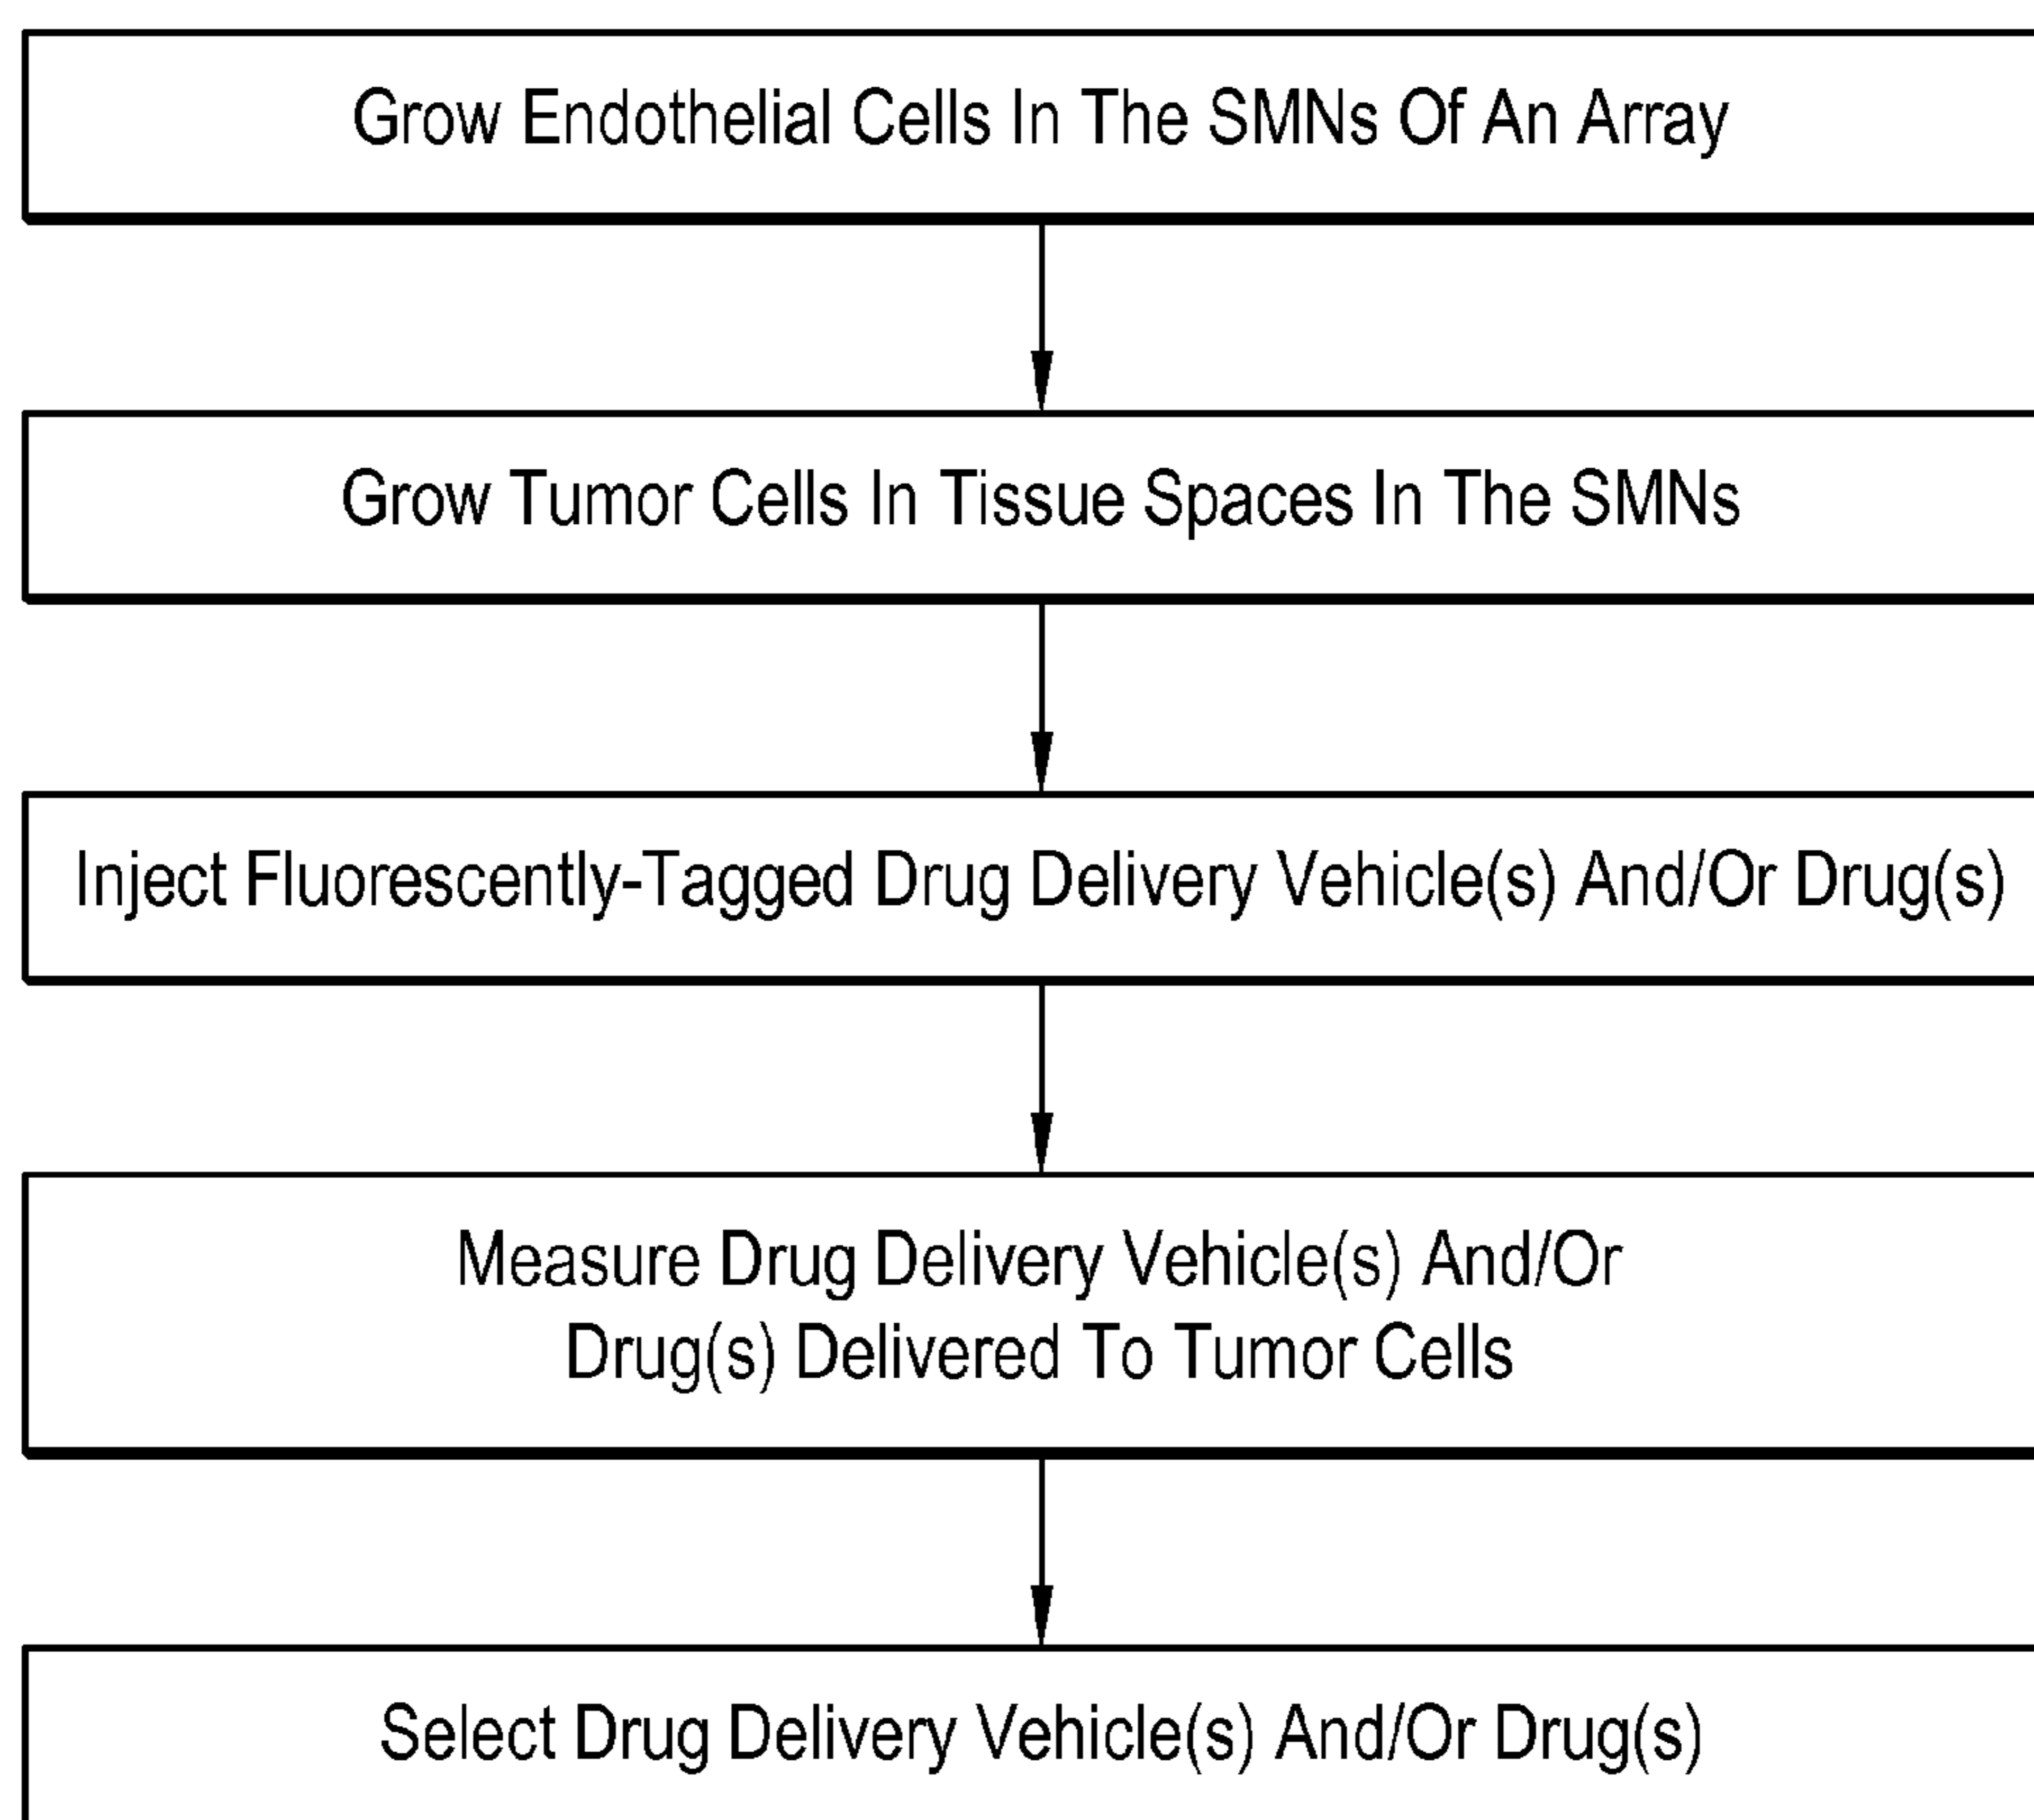 Grow Endothelial Cells In The SMNs Of An Array
Grow Tumor Cells In Tissue Spaces In The SMNs
Inject Fluorescently-Tagged Drug Delivery Vehicle(s) And/Or Drug(s)
Measure Drug Delivery Vehicle(s) And/Or
Drug(s) Delivered To Tumor Cells
Select Drug Delivery Vehicle(s) And/Or Drug(s)